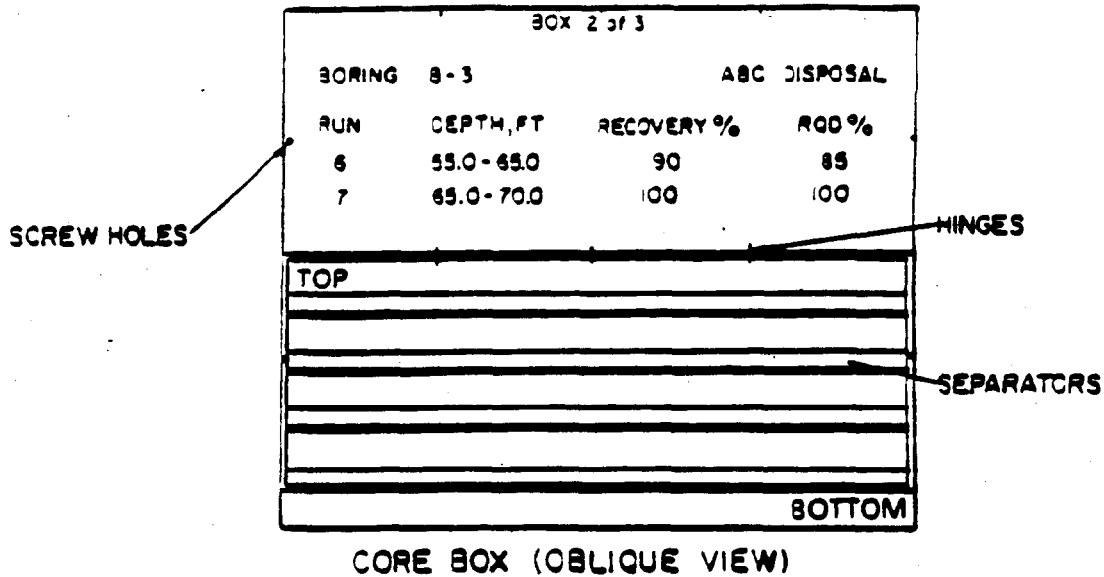 BOX 2 of 3
BORING B-3 ABC DISPOSAL
RUN DEPTH, FT RECOVERY % RQD %
6 55.0-65.0 90 85
7 65.0-70.0 100 100
SCREW HOLES
HINGES
TOP
SEPARATORS
BOTTOM
CORE BOX (OBLIQUE VIEW)